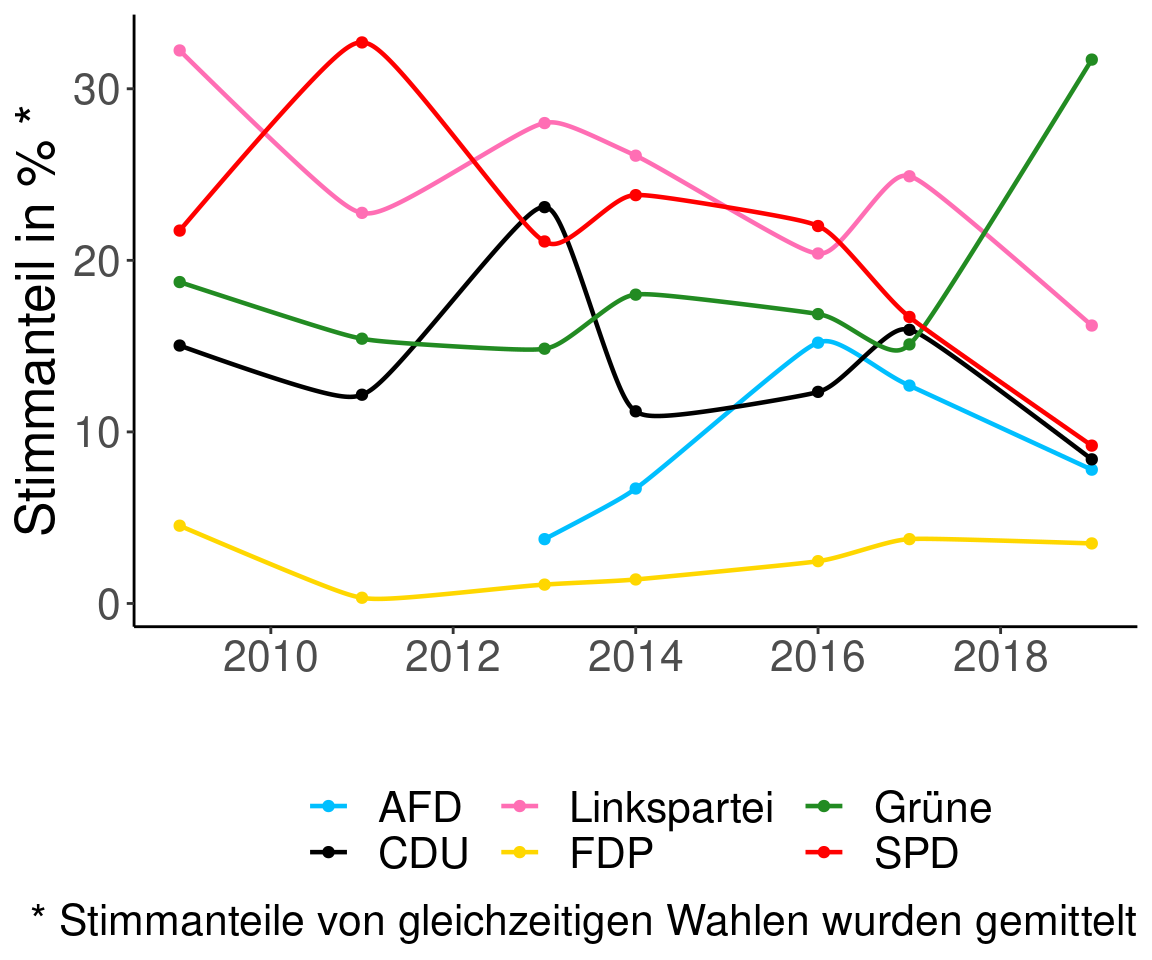 Stimmanteil in % *
30
20
10
0
2010 2012 2014 2016 2018
AFD Linkspartei Grüne
CDU FDP SPD
* Stimmanteile von gleichzeitigen Wahlen wurden gemittelt